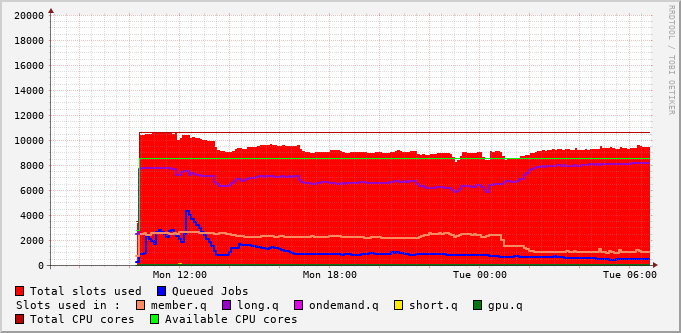 20000
18000
16000
14000
12000
10000
8000
6000
4000
2000
0
Mon 12:00 Mon 18:00 Tue 00:00 Tue 06:00
RRDTOOL / TOBI OETIKER
Total slots used Queued Jobs
Slots used in : member.q long.q ondemand.q short.q gpu.q
Total CPU cores Available CPU cores